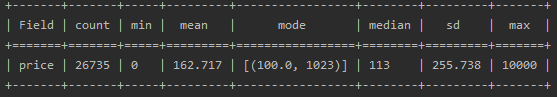 +-------+-------+-----+---------+-----------------+--------+---------+-------+
| Field | count | min | mean | mode | median | sd | max |
+=======+=======+=====+=========+=================+========+=========+=======+
| price | 26735 | 0 | 162.717 | [(100.0, 1023)] | 113 | 255.738 | 10000 |
+-------+-------+-----+---------+-----------------+--------+---------+-------+